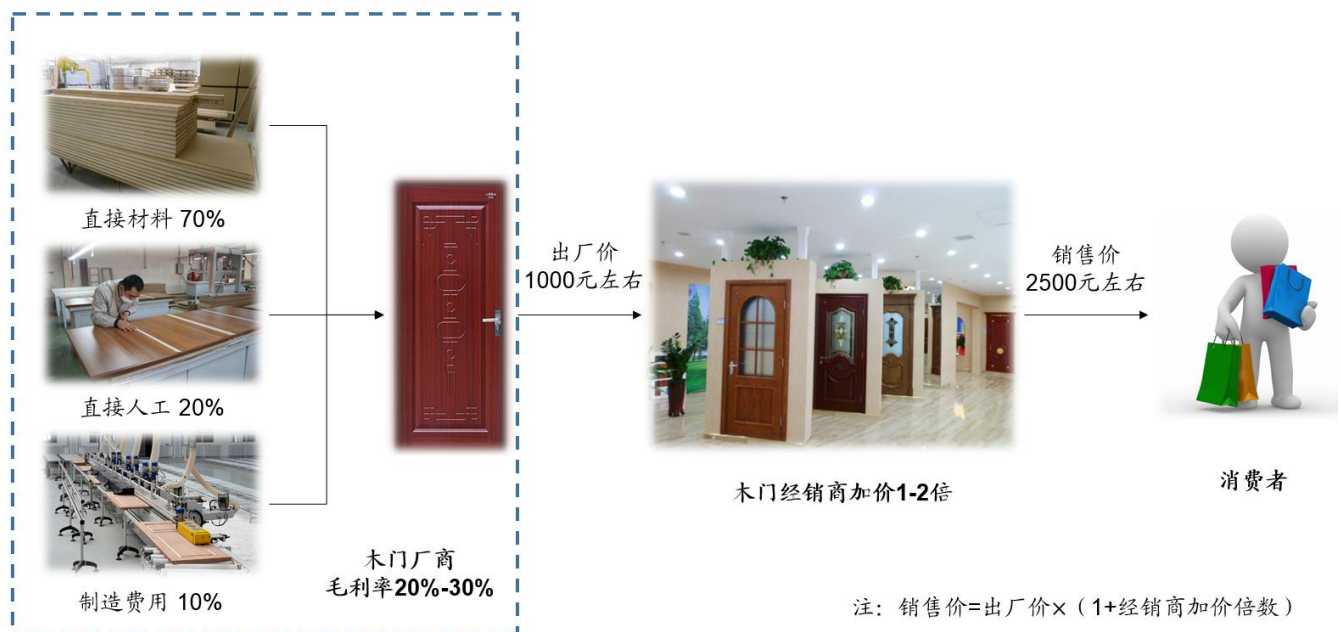 直接材料 70%
直接人工 20%
制造费用 10%
木门厂商
毛利率20%-30%
出厂价
1000元左右
木门经销商加价1-2倍
销售价
2500元左右
消费者
注：销售价=出厂价×（1+经销商加价倍数）